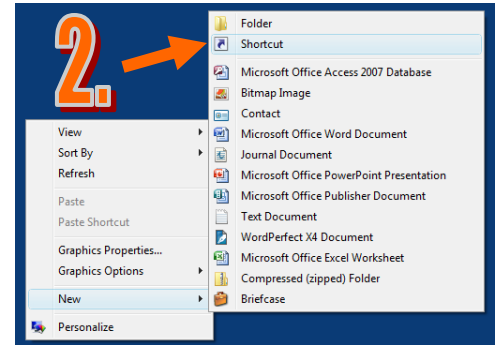 2.
Folder
Shortcut
Microsoft Office Access 2007 Database
Bitmap Image
Contact
Microsoft Office Word Document
Journal Document
Microsoft Office PowerPoint Presentation
Microsoft Office Publisher Document
Text Document
WordPerfect X4 Document
Microsoft Office Excel Worksheet
Compressed (zipped) Folder
Briefcase
View
Sort By
Refresh
Paste
Paste Shortcut
Graphics Properties...
Graphics Options
New
Personalize